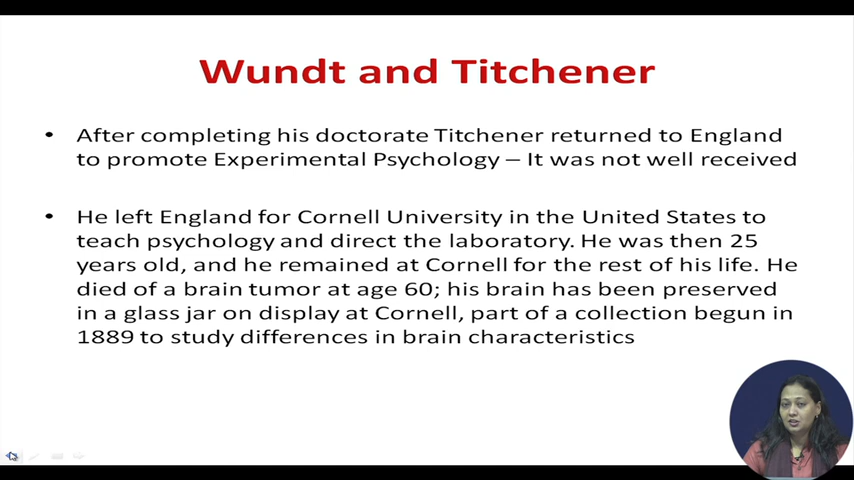 Wundt and Titchener
• After completing his doctorate Titchener returned to England
to promote Experimental Psychology – It was not well received
• He left England for Cornell University in the United States to
teach psychology and direct the laboratory. He was then 25
years old, and he remained at Cornell for the rest of his life. He
died of a brain tumor at age 60; his brain has been preserved
in a glass jar on display at Cornell, part of a collection begun in
1889 to study differences in brain characteristics